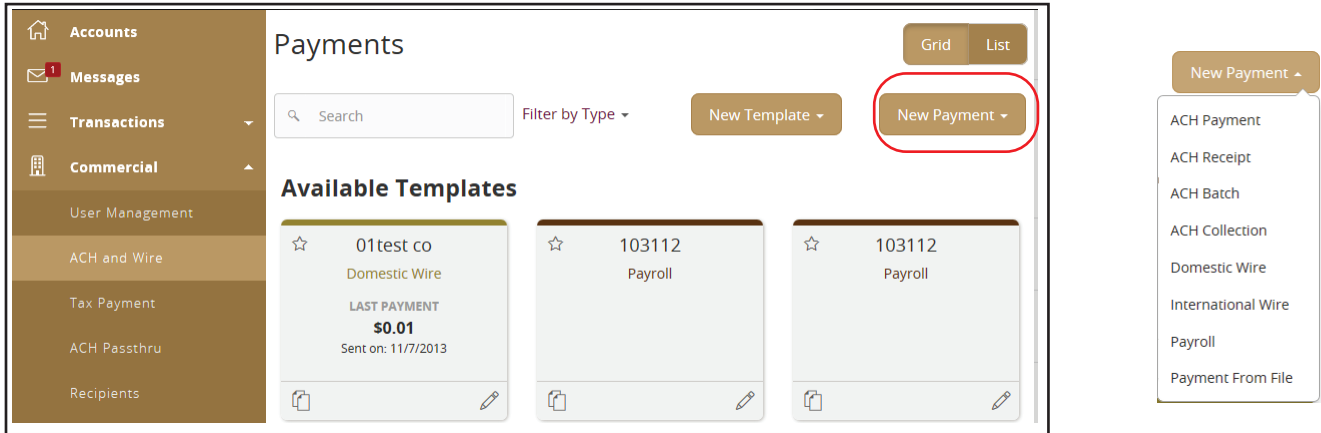 Accounts
1
Messages
Transactions
Commercial
User Management
ACH and Wire
Tax Payment
ACH Passthru
Recipients
Payments
Grid List
Search
Filter by Type
New Template
New Payment
Available Templates
01test co
Domestic Wire
LAST PAYMENT
$0.01
Sent on: 11/7/2013
103112
Payroll
103112
Payroll
New Payment
ACH Payment
ACH Receipt
ACH Batch
ACH Collection
Domestic Wire
International Wire
Payroll
Payment From File